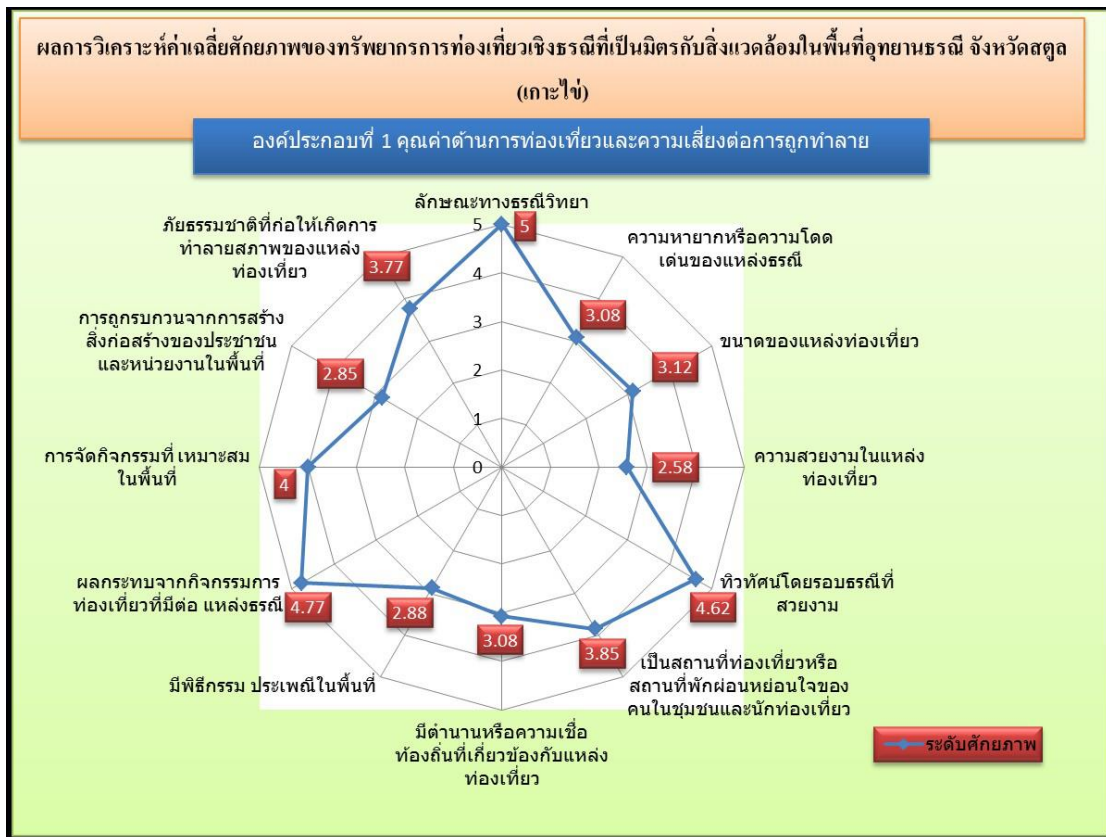 ผลการวิเคราะห์ค่าเฉลี่ยศักยภาพของทรัพยากรการท่องเที่ยวเชิงธรณีที่เป็นมิตรกับสิ่งแวดล้อมในพื้นที่อุทยานธรณี จังหวัดสตูล
(เกาะไข่)
องค์ประกอบที่ 1 คุณค่าด้านการท่องเที่ยวและความเสี่ยงต่อการถูกทำลาย
ลักษณะทางธรณีวิทยา
5
ความหายากหรือความโดด
เด่นของแหล่งธรณี
3.08
ขนาดของแหล่งท่องเที่ยว
3.12
ความสวยงามในแหล่ง
ท่องเที่ยว
2.58
ทิวทัศน์โดยรอบธรณีที่
สวยงาม
4.62
เป็นสถานที่ท่องเที่ยวหรือ
สถานที่พักผ่อนหย่อนใจของ
คนในชุมชนและนักท่องเที่ยว
3.85
มีตำนานหรือความเชื่อ
ท้องถิ่นที่เกี่ยวข้องกับแหล่ง
ท่องเที่ยว
3.08
มีพิธีกรรม ประเพณีในพื้นที่
2.88
ผลกระทบจากกิจกรรมการ
ท่องเที่ยวที่มีต่อ แหล่งธรณี
4.77
การจัดกิจกรรมที่ เหมาะสม
ในพื้นที่
4
การถูกรบกวนจากการสร้าง
สิ่งก่อสร้างของประชาชน
และหน่วยงานในพื้นที่
2.85
ภัยธรรมชาติที่ก่อให้เกิดการ
ทำลายสภาพของแหล่ง
ท่องเที่ยว
3.77
5
4
3
2
1
0
ระดับศักยภาพ